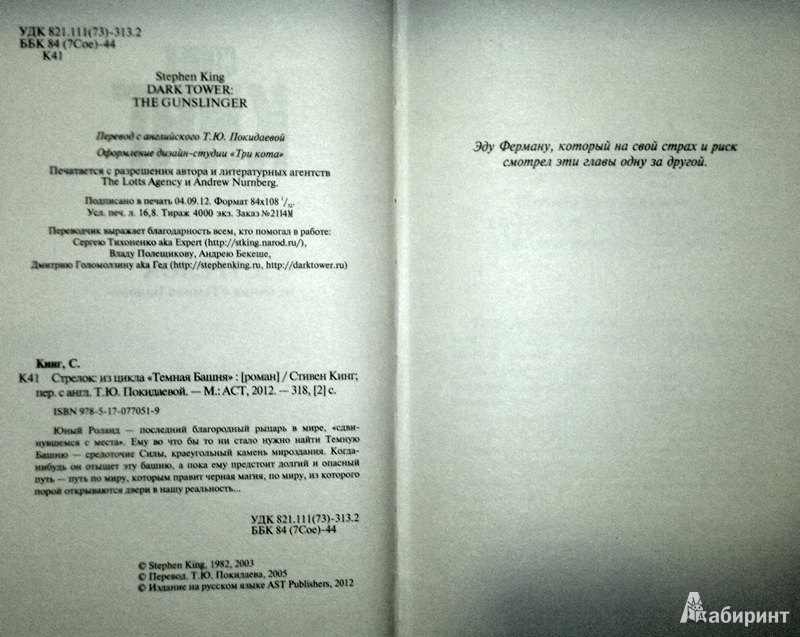 УДК 821.111(73)-313.2
ББК 84 (7Сое)-44
К41
Stephen King
DARK TOWER:
THE GUNSLINGER
Перевод с английского Т.Ю. Покидаевой
Оформление дизайн-студии «Три кота»
Печатается с разрешения автора и литературных агентств
The Lotts Agency и Andrew Nurnberg.
Подписано в печать 04.09.12. Формат 84x108 1/32.
Усл. печ. л. 16,8. Тираж 4000 экз. Заказ №2114М
Переводчик выражает благодарность всем, кто помогал в работе:
Сергею Тихоненко aka Expert (http://stking.narod.ru/),
Владу Полещикову, Андрею Бекеше,
Дмитрию Голомолзину aka Гед (http://stephenking.ru, http://darktower.ru)
Кинг, С.
К41 Стрелок: из цикла «Темная Башня» : [роман] / Стивен Кинг;
пер. с англ. Т.Ю. Покидаевой. — М.: АСТ, 2012. — 318, [2] с.
ISBN 978-5-17-077051-9
Юный Роланд — последний благородный рыцарь в мире, «сдви-
нувшемся с места». Ему во что бы то ни стало нужно найти Темную
Башню — средоточие Силы, краеугольный камень мироздания. Когда-
нибудь он отыщет эту башню, а пока ему предстоит долгий и опасный
путь — путь по миру, которым правит черная магия, по миру, из которого
порой открываются двери в нашу реальность...
УДК 821.111(73)-313.2
ББК 84 (7Сое)-44
© Stephen King, 1982, 2003
© Перевод. Т.Ю. Покидаева, 2005
© Издание на русском языке AST Publishers, 2012
Эду Ферману, который на свой страх и риск
смотрел эти главы одну за другой.
Лабиринт